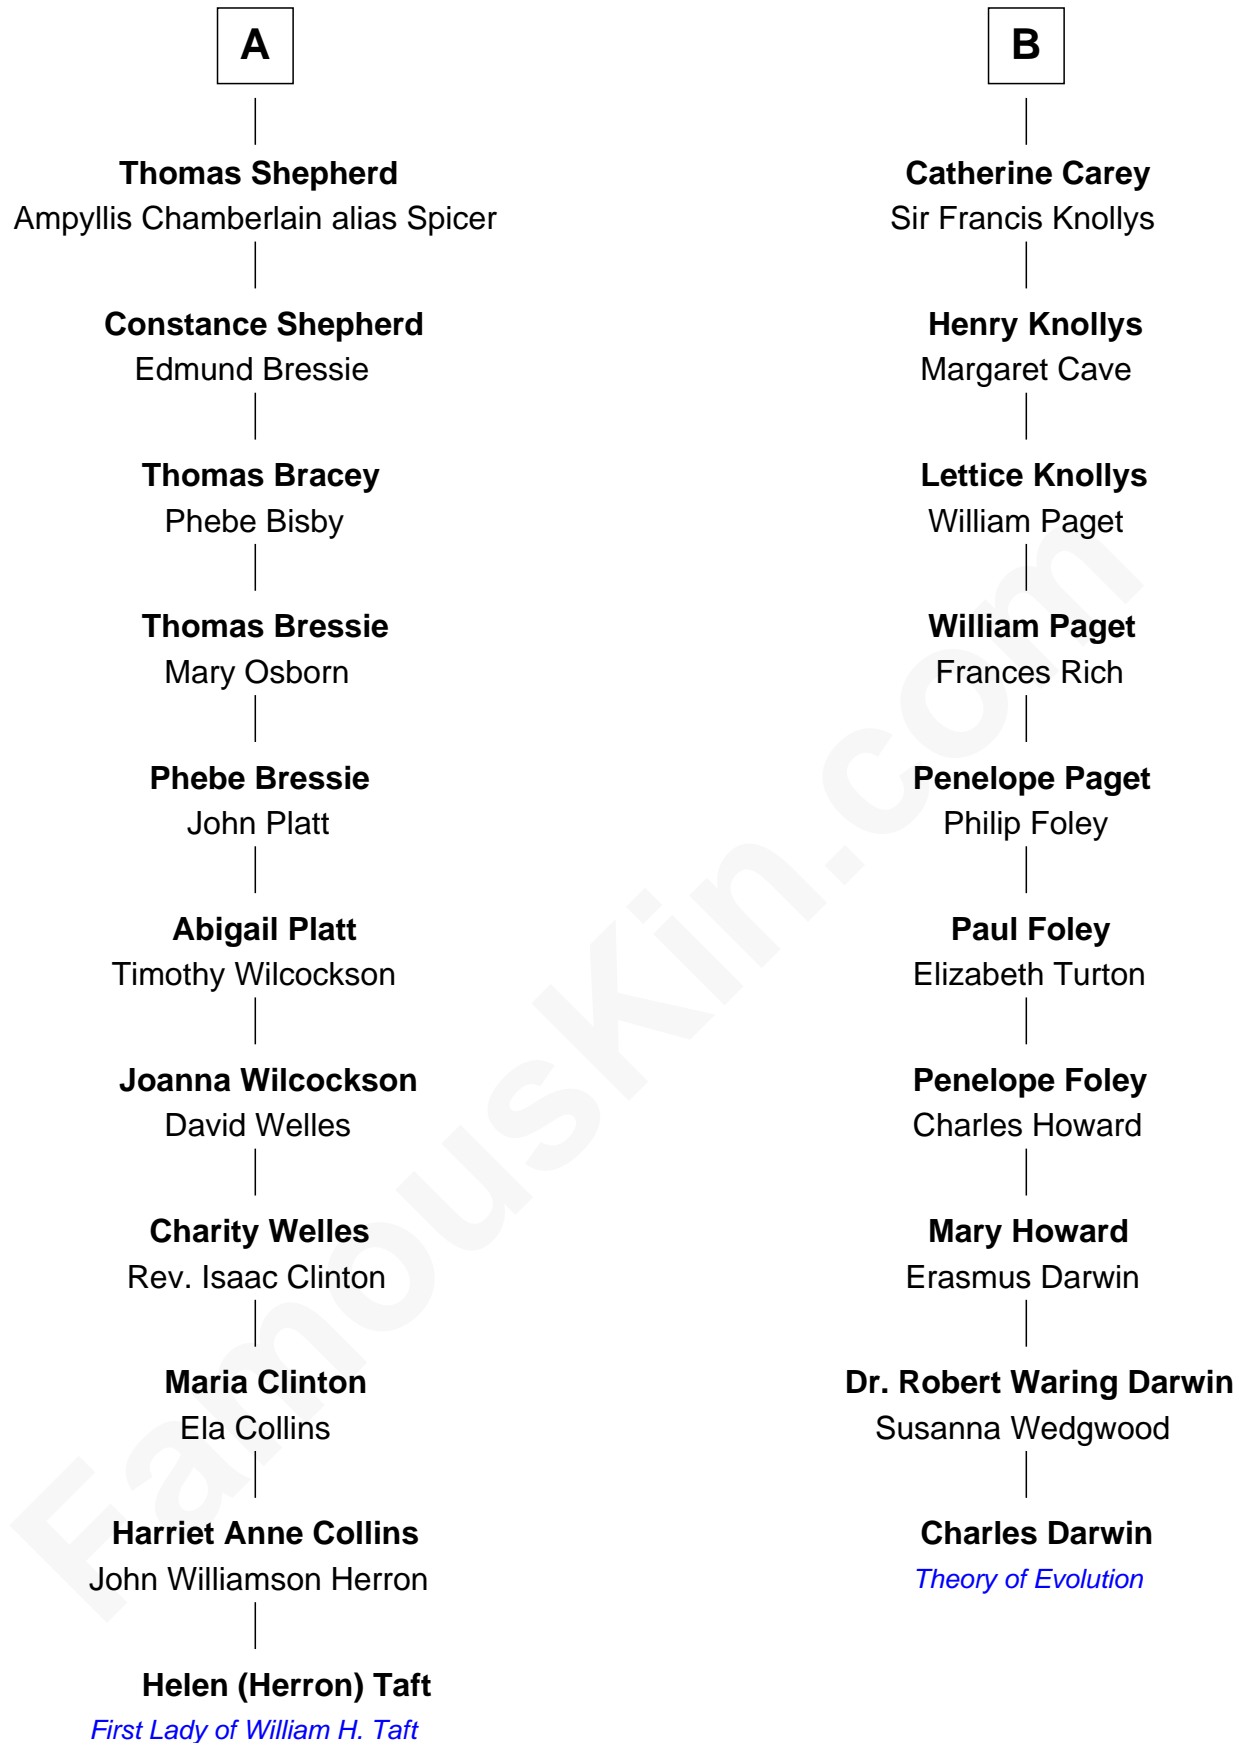 A
Thomas Shepherd
Ampyllis Chamberlain alias Spicer
Constance Shepherd
Edmund Bressie
Thomas Bracey
Phebe Bisby
Thomas Bressie
Mary Osborn
Phebe Bressie
John Platt
Abigail Platt
Timothy Wilcockson
Joanna Wilcockson
David Welles
Charity Welles
Rev. Isaac Clinton
Maria Clinton
Ela Collins
Harriet Anne Collins
John Williamson Herron
Helen (Herron) Taft
First Lady of William H. Taft
B
Catherine Carey
Sir Francis Knollys
Henry Knollys
Margaret Cave
Lettice Knollys
William Paget
William Paget
Frances Rich
Penelope Paget
Philip Foley
Paul Foley
Elizabeth Turton
Penelope Foley
Charles Howard
Mary Howard
Erasmus Darwin
Dr. Robert Waring Darwin
Susanna Wedgwood
Charles Darwin
Theory of Evolution
FamousKin.com